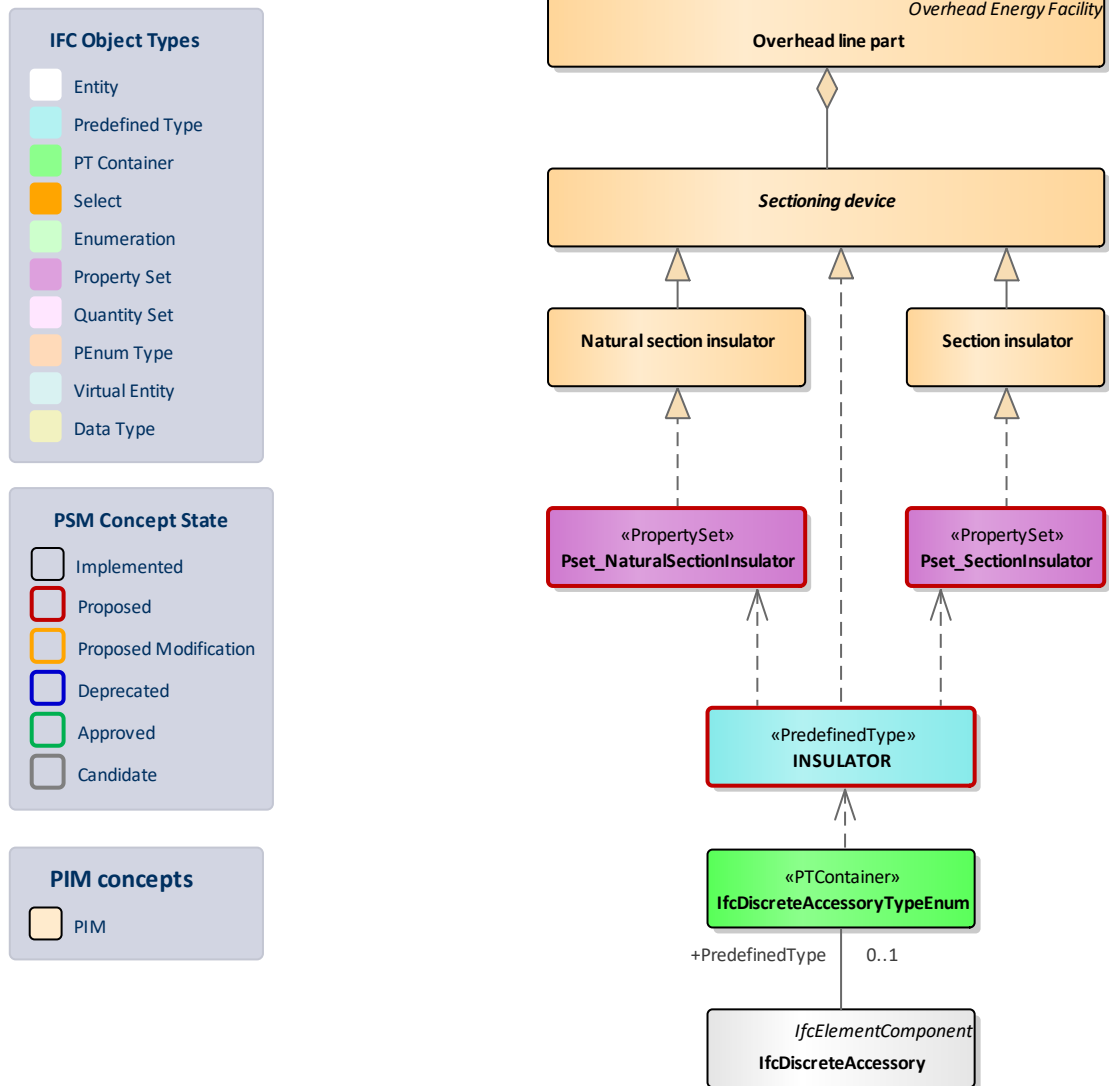 IFC Object Types
Entity
Predefined Type
PT Container
Select
Enumeration
Property Set
Quantity Set
PEnum Type
Virtual Entity
Data Type
PSM Concept State
Implemented
Proposed
Proposed Modification
Deprecated
Approved
Candidate
PIM concepts
PIM
Overhead Energy Facility
Overhead line part
Sectioning device
Natural section insulator
Section insulator
«PropertySet»
Pset_NaturalSectionInsulator
«PropertySet»
Pset_SectionInsulator
«PredefinedType»
INSULATOR
«PTContainer»
IfcDiscreteAccessoryTypeEnum
+PredefinedType 0..1
IfcElementComponent
IfcDiscreteAccessory